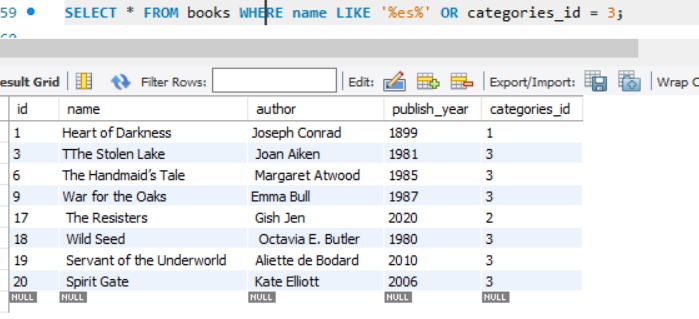 59 SELECT * FROM books WHERE name LIKE '%es%' OR categories_id = 3;
60
esult Grid Filter Rows: Edit: Export/Import: Wrap C
id name author publish_year categories_id
1 Heart of Darkness Joseph Conrad 1899 1
3 TThe Stolen Lake Joan Aiken 1981 3
6 The Handmaid’s Tale Margaret Atwood 1985 3
9 War for the Oaks Emma Bull 1987 3
17 The Resisters Gish Jen 2020 2
18 Wild Seed Octavia E. Butler 1980 3
19 Servant of the Underworld Aliette de Bodard 2010 3
20 Spirit Gate Kate Elliott 2006 3
NULL NULL NULL NULL NULL